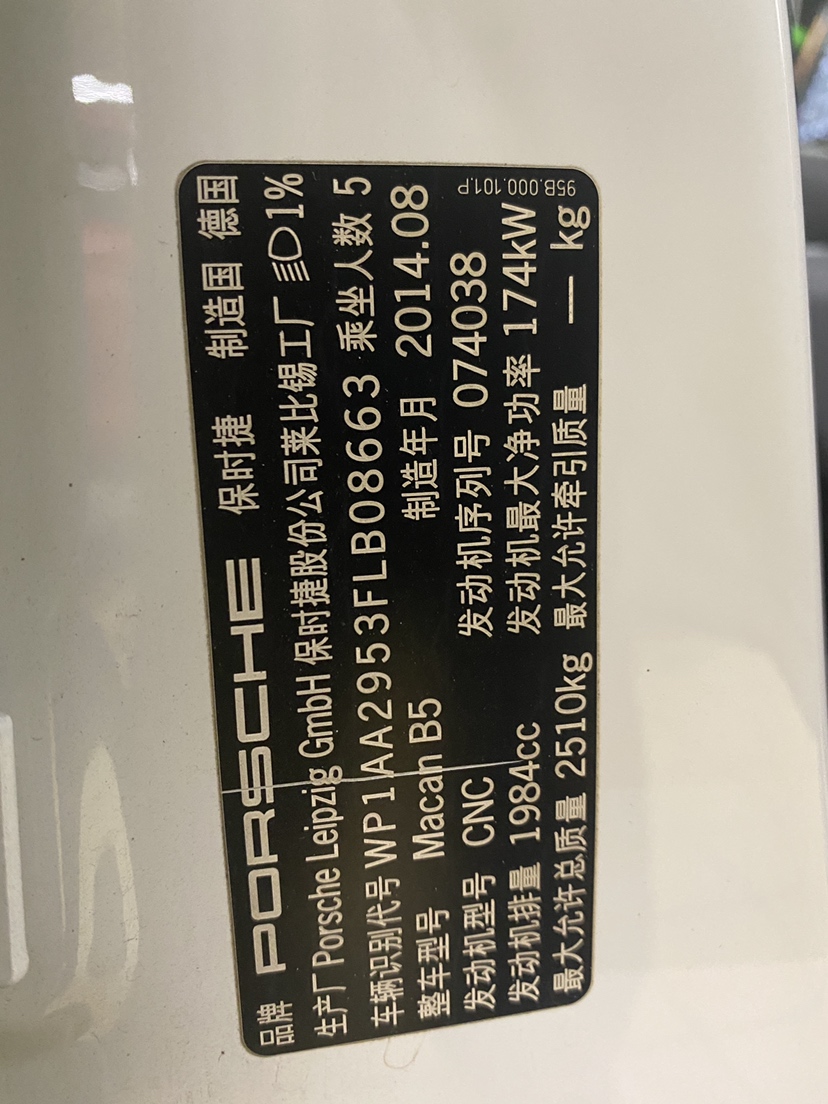 品牌 PORSCHE 保时捷 制造国 德国
生产厂 Porsche Leipzig GmbH 保时捷股份公司莱比锡工厂 1%
车辆识别代号 WP1AA2953FLB08663 乘坐人数 5
整车型号 Macan B5 制造年月 2014.08
发动机型号 CNC 发动机序列号 074038
发动机排量 1984cc 发动机最大净功率 174kW
最大允许总质量 2510kg 最大允许牵引质量 — kg
95B.000.101.P